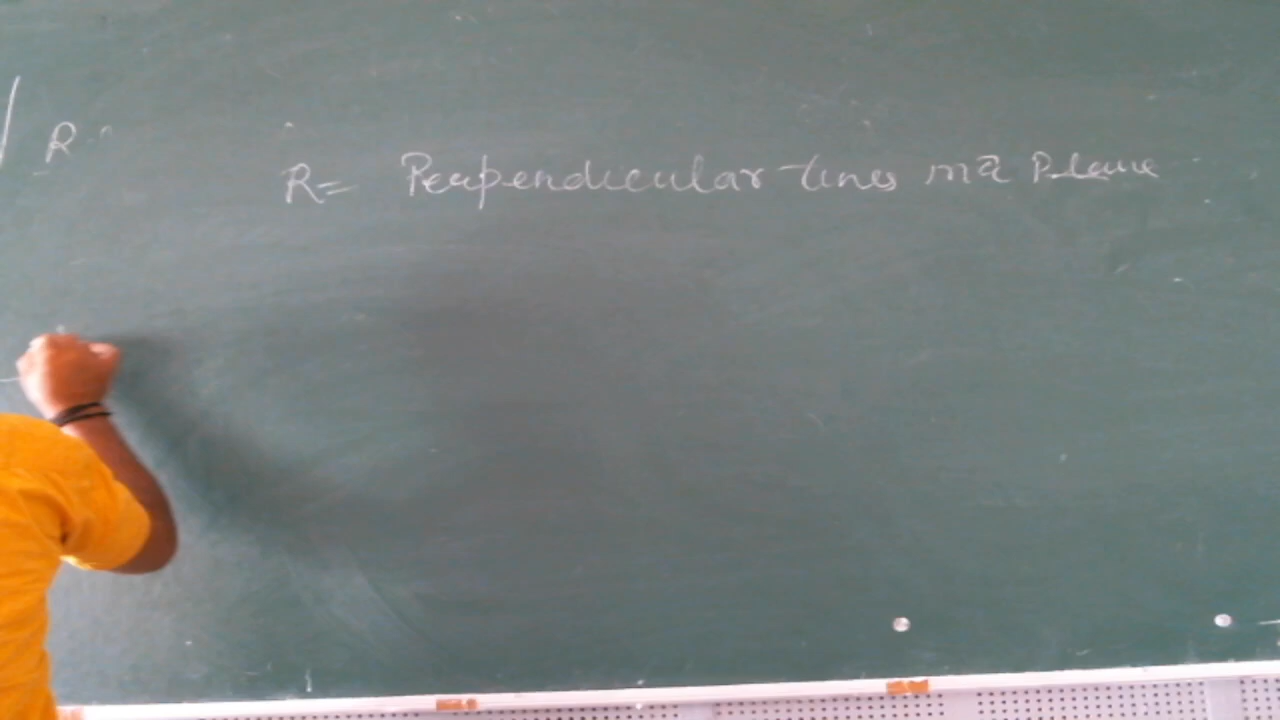 R
R = Perpendicular lines in a Plane